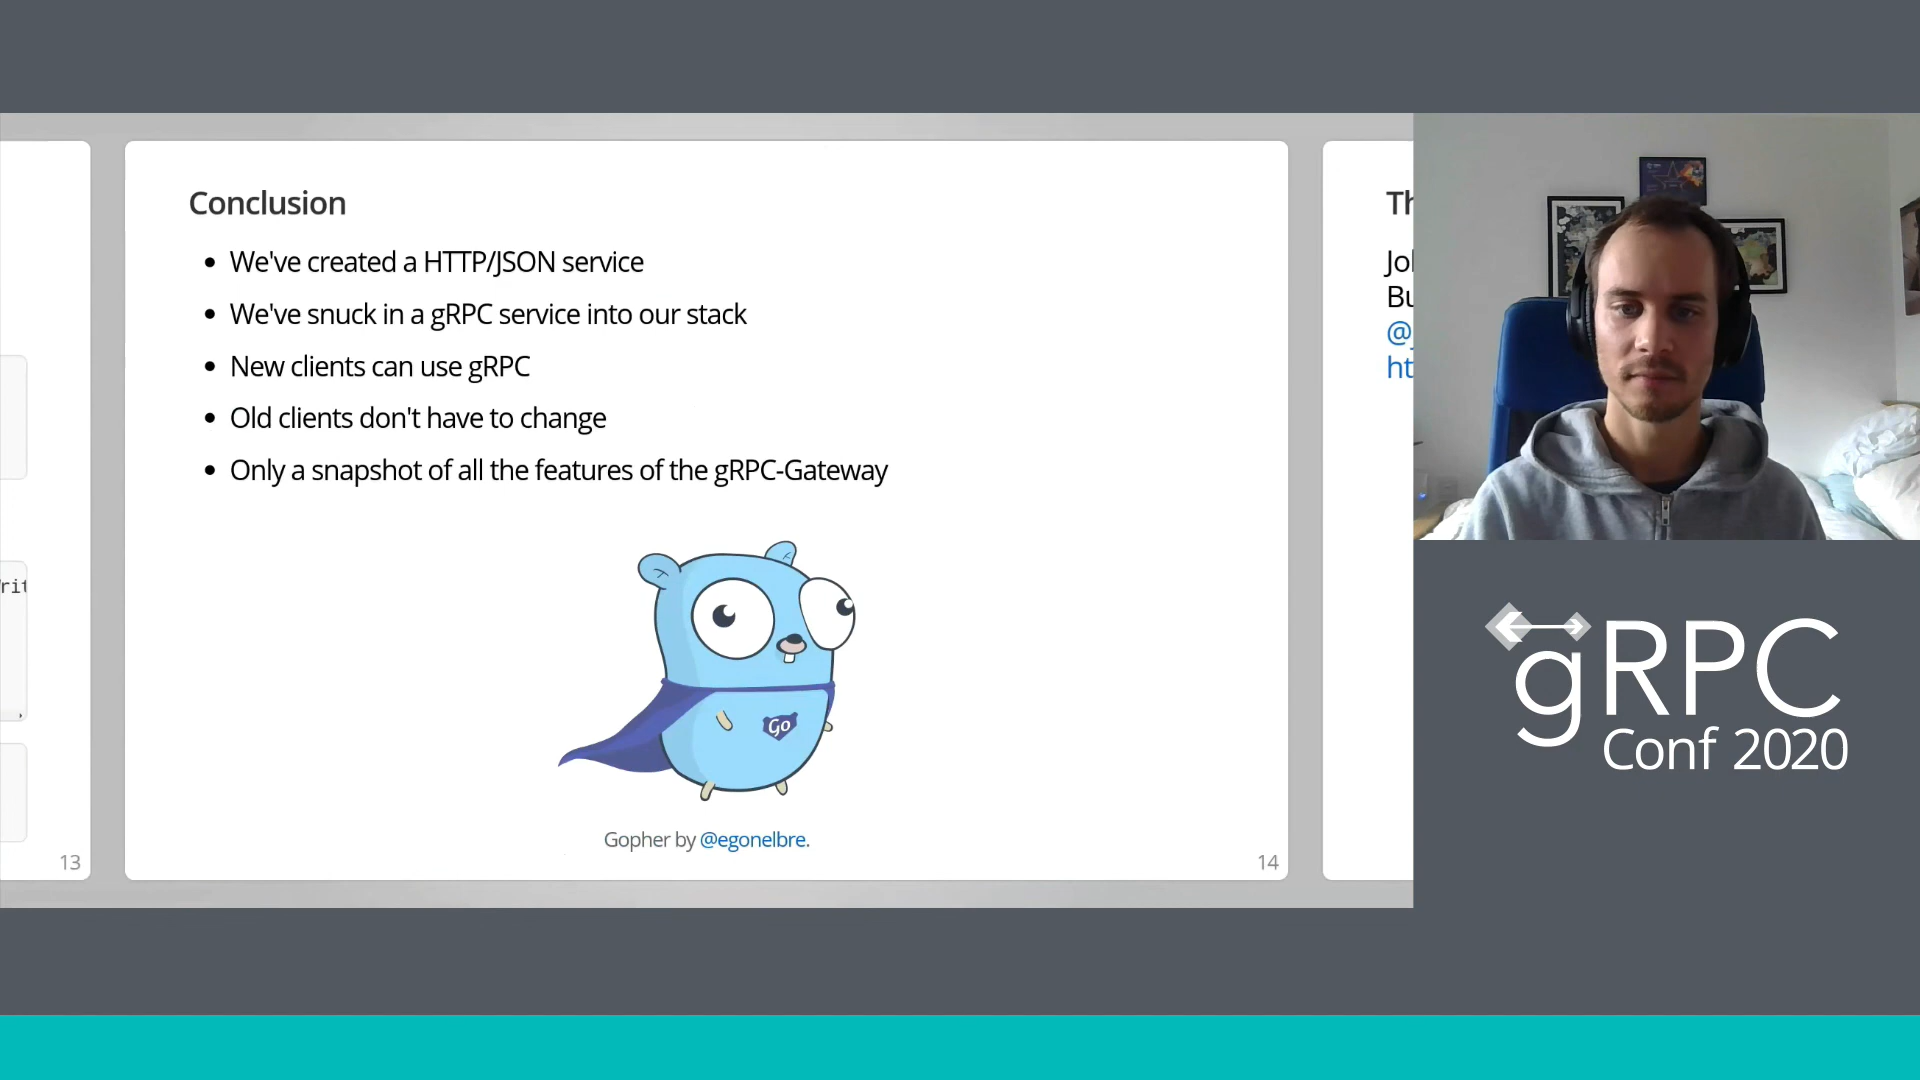 Conclusion
We've created a HTTP/JSON service
We've snuck in a gRPC service into our stack
New clients can use gRPC
Old clients don't have to change
Only a snapshot of all the features of the gRPC-Gateway
Go
Gopher by @egonelbre.
13
14
gRPC
Conf 2020